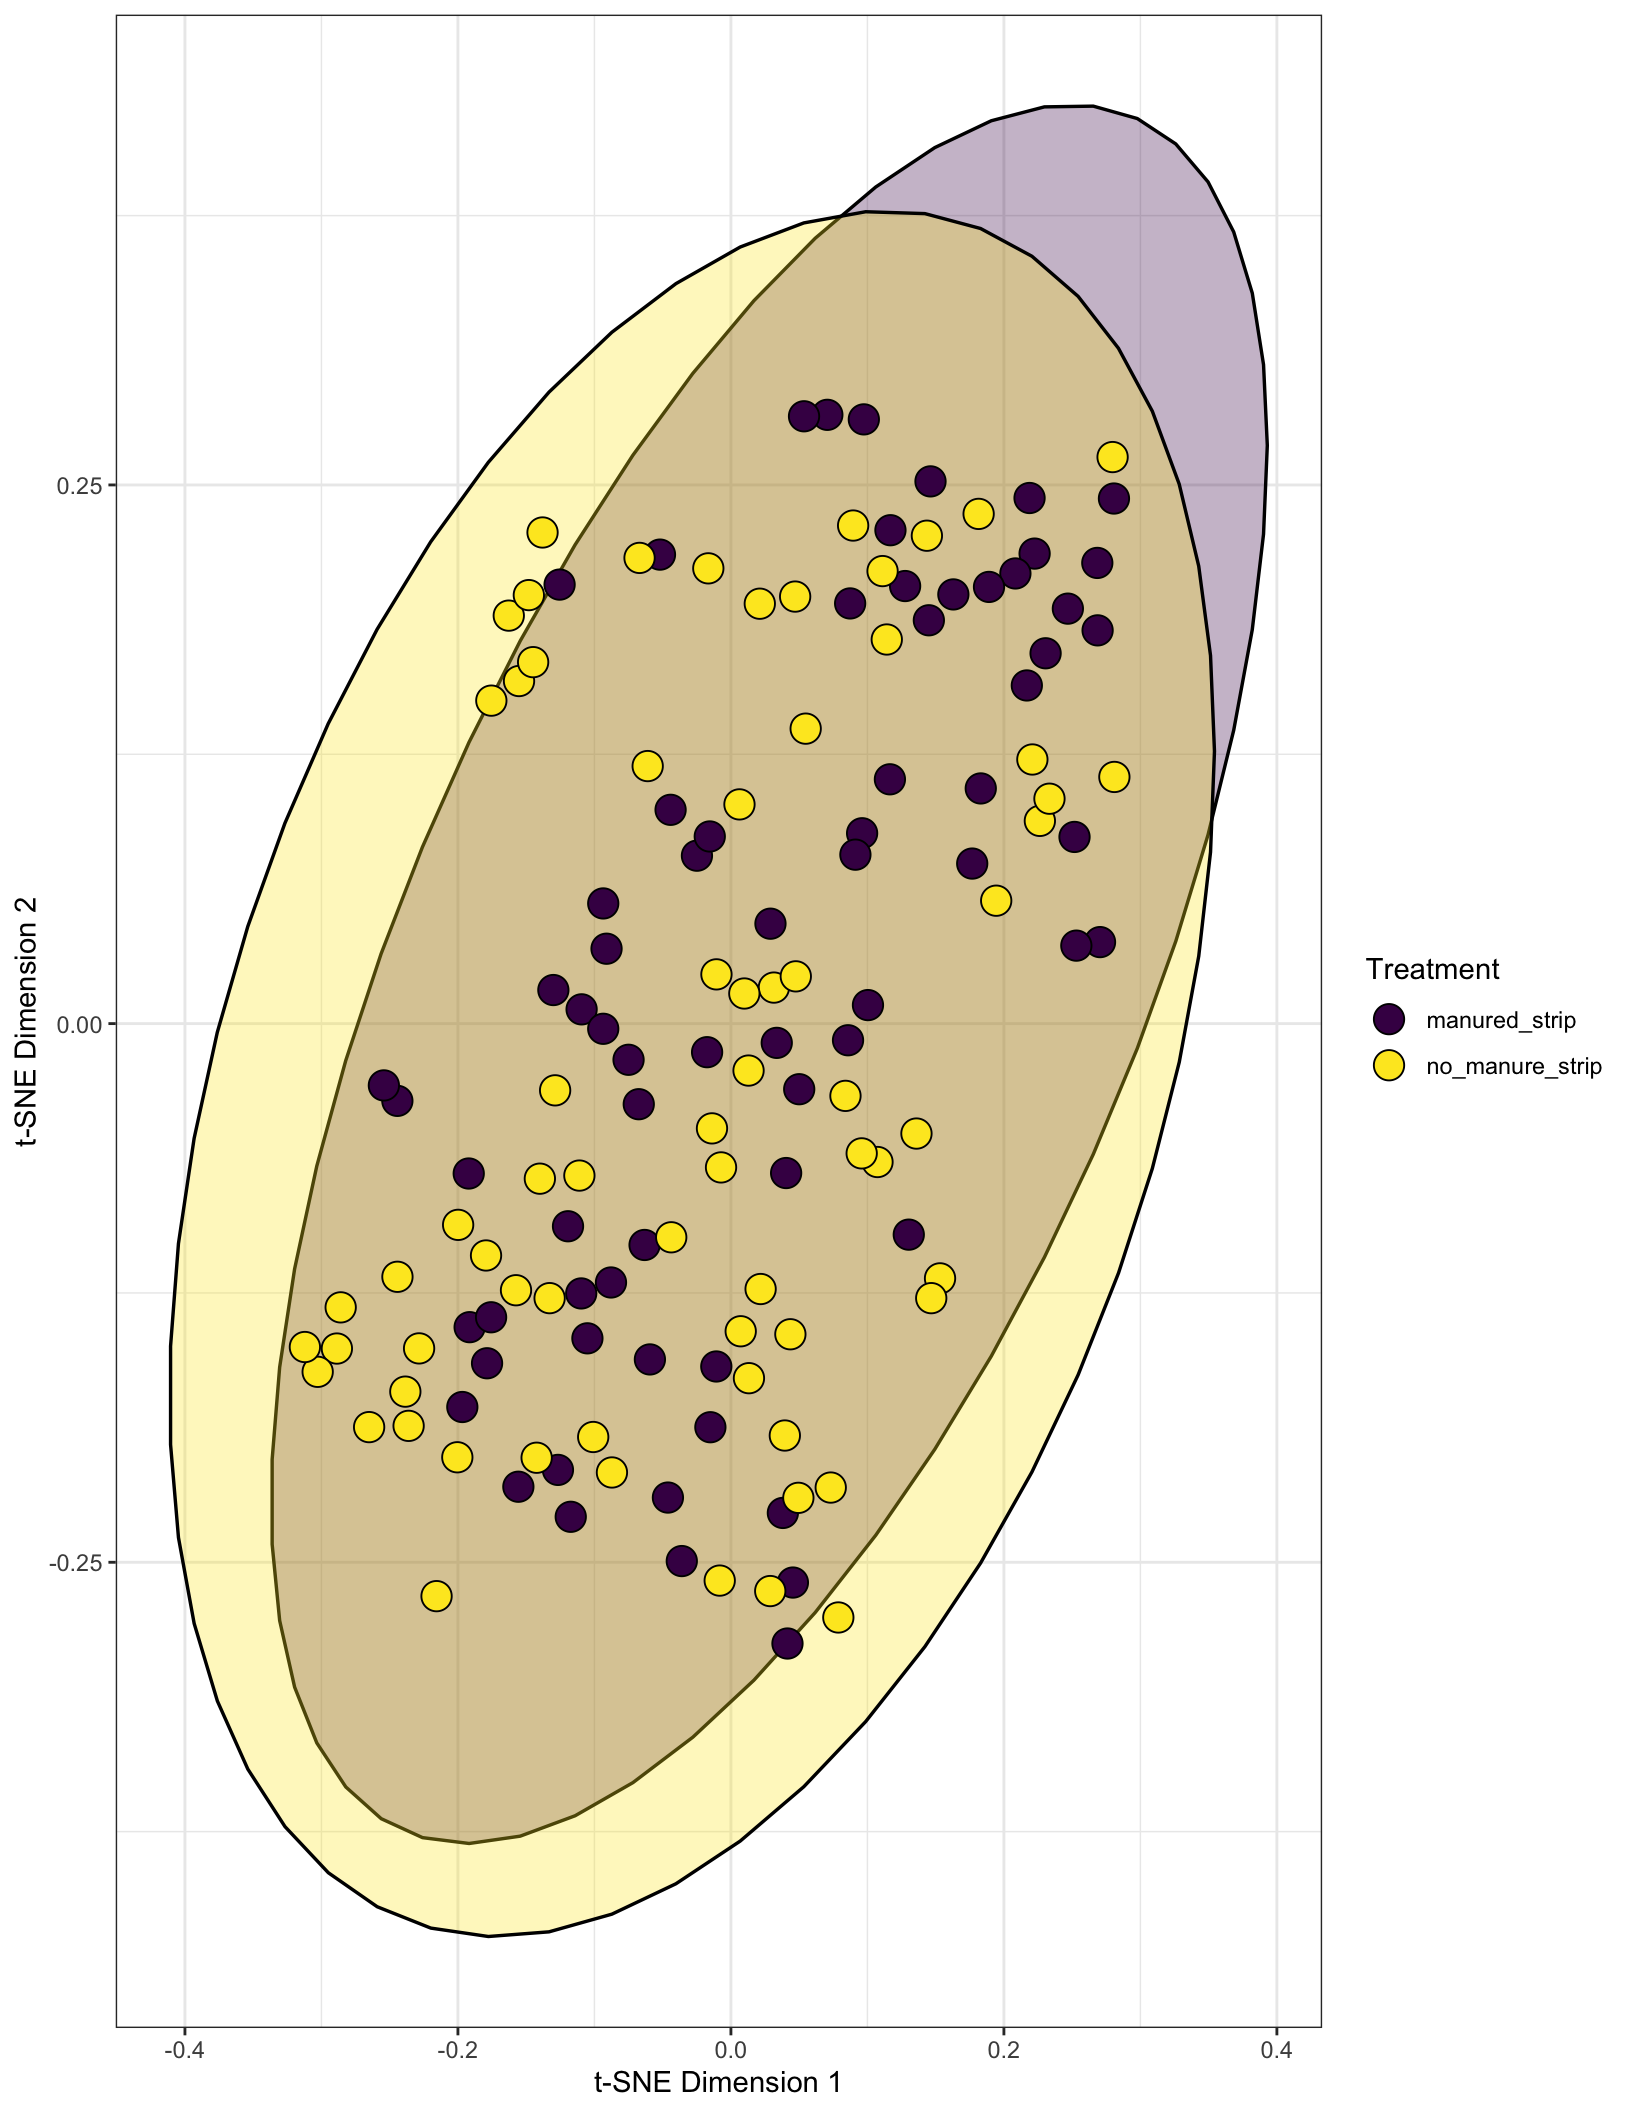 0.25
0.00
-0.25
t-SNE Dimension 2
-0.4
-0.2
0.0
0.2
0.4
t-SNE Dimension 1
Treatment
manured_strip
no_manure_strip